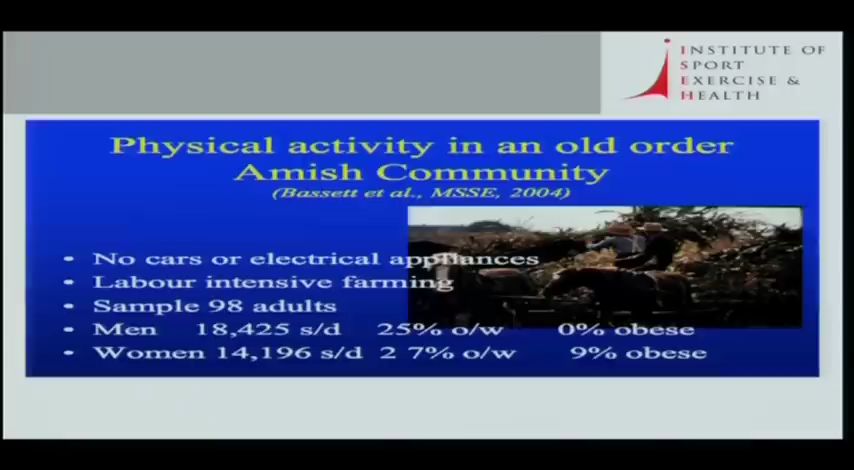 INSTITUTE OF
SPORT
EXERCISE &
HEALTH
Physical activity in an old order
Amish Community
(Bassett et al., MSSE, 2004)
• No cars or electrical appliances
• Labour intensive farming
• Sample 98 adults
• Men 18,425 s/d 25% o/w 0% obese
• Women 14,196 s/d 2 7% o/w 9% obese